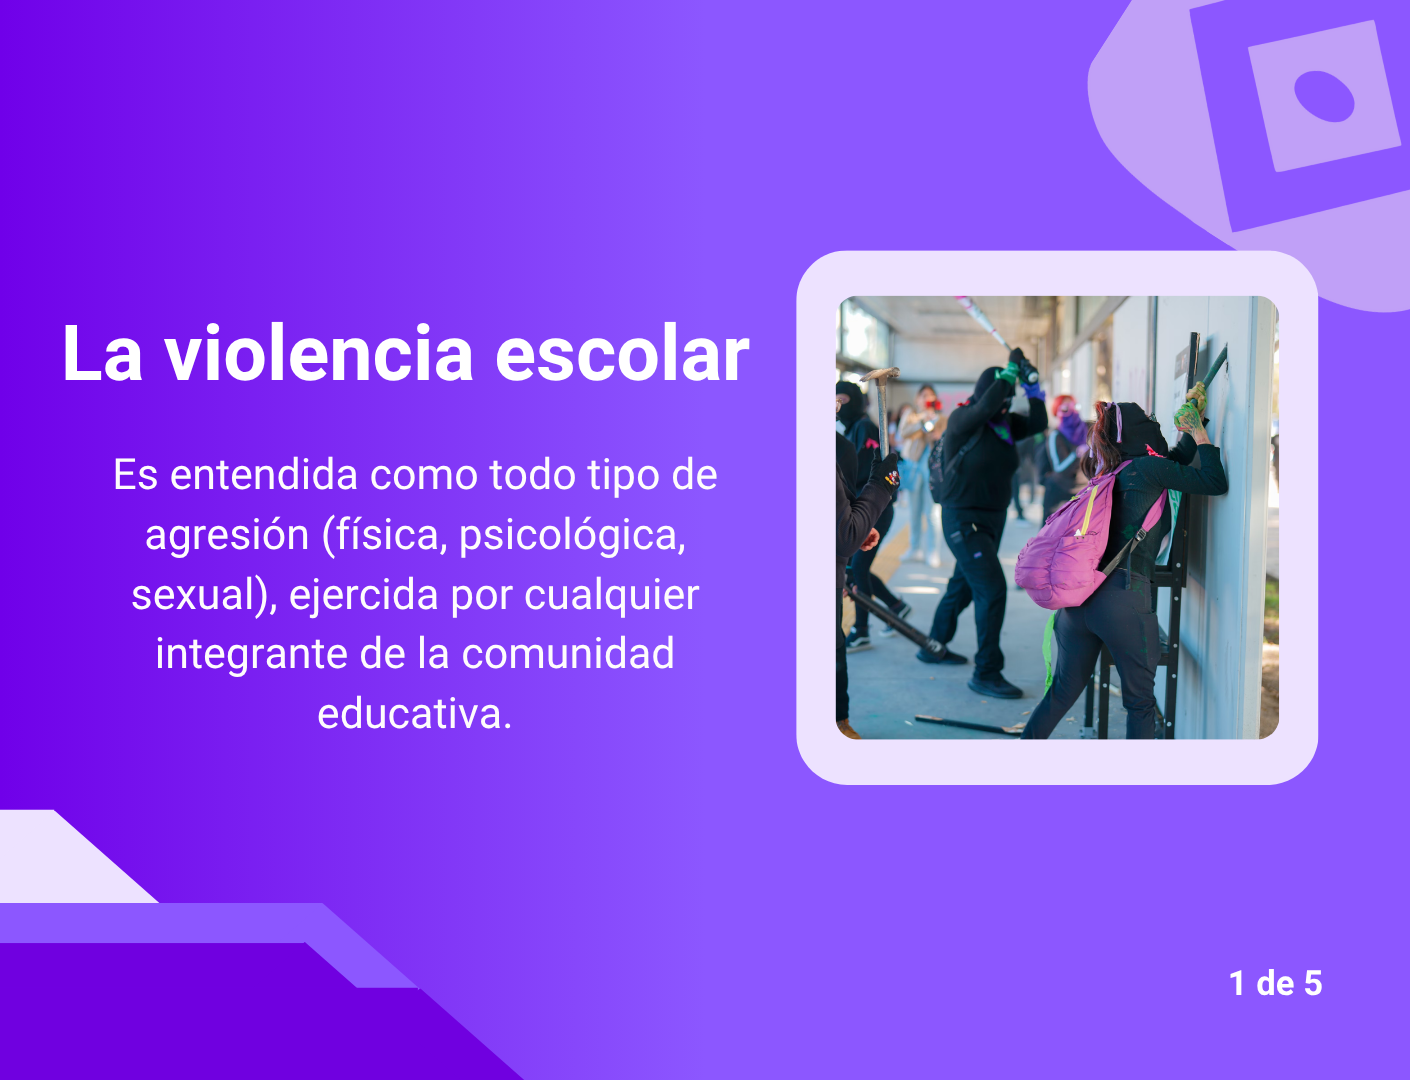 La violencia escolar
Es entendida como todo tipo de
agresión (física, psicológica,
sexual), ejercida por cualquier
integrante de la comunidad
educativa.
1 de 5